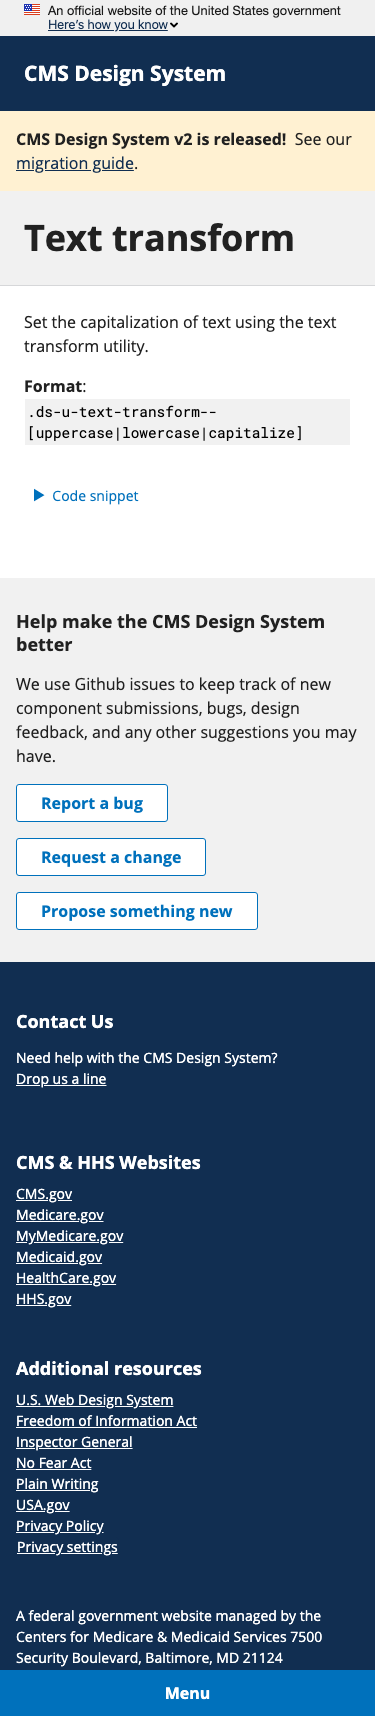 An official website of the United States government
Here's how you know
CMS Design System
CMS Design System v2 is released! See our
migration guide.
Text transform
Set the capitalization of text using the text
transform utility.
Format:
.ds-u-text-transform--
[uppercase|lowercase|capitalize]
Code snippet
Help make the CMS Design System
better
We use Github issues to keep track of new
component submissions, bugs, design
feedback, and any other suggestions you may
have.
Report a bug
Request a change
Propose something new
Contact Us
Need help with the CMS Design System?
Drop us a line
CMS & HHS Websites
CMS.gov
Medicare.gov
MyMedicare.gov
Medicaid.gov
HealthCare.gov
HHS.gov
Additional resources
U.S. Web Design System
Freedom of Information Act
Inspector General
No Fear Act
Plain Writing
USA.gov
Privacy Policy
Privacy settings
A federal government website managed by the
Centers for Medicare & Medicaid Services 7500
Security Boulevard, Baltimore, MD 21124
Menu